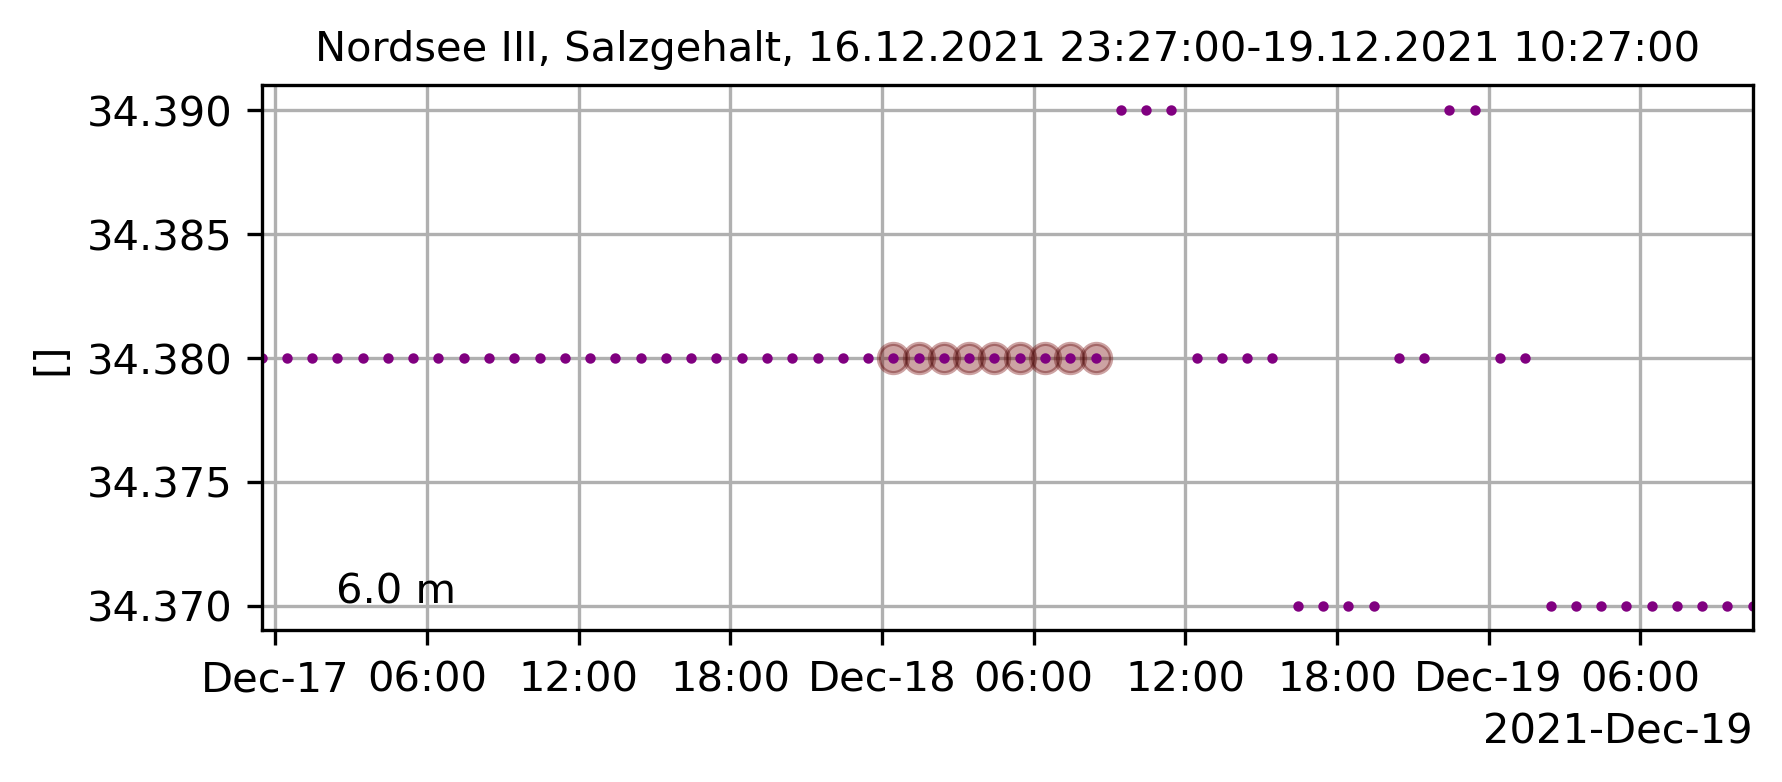 Nordsee III, Salzgehalt, 16.12.2021 23:27:00-19.12.2021 10:27:00
34.390
34.385
34.380
34.375
34.370
[]
6.0 m
Dec-17 06:00 12:00 18:00 Dec-18 06:00 12:00 18:00 Dec-19 06:00
2021-Dec-19